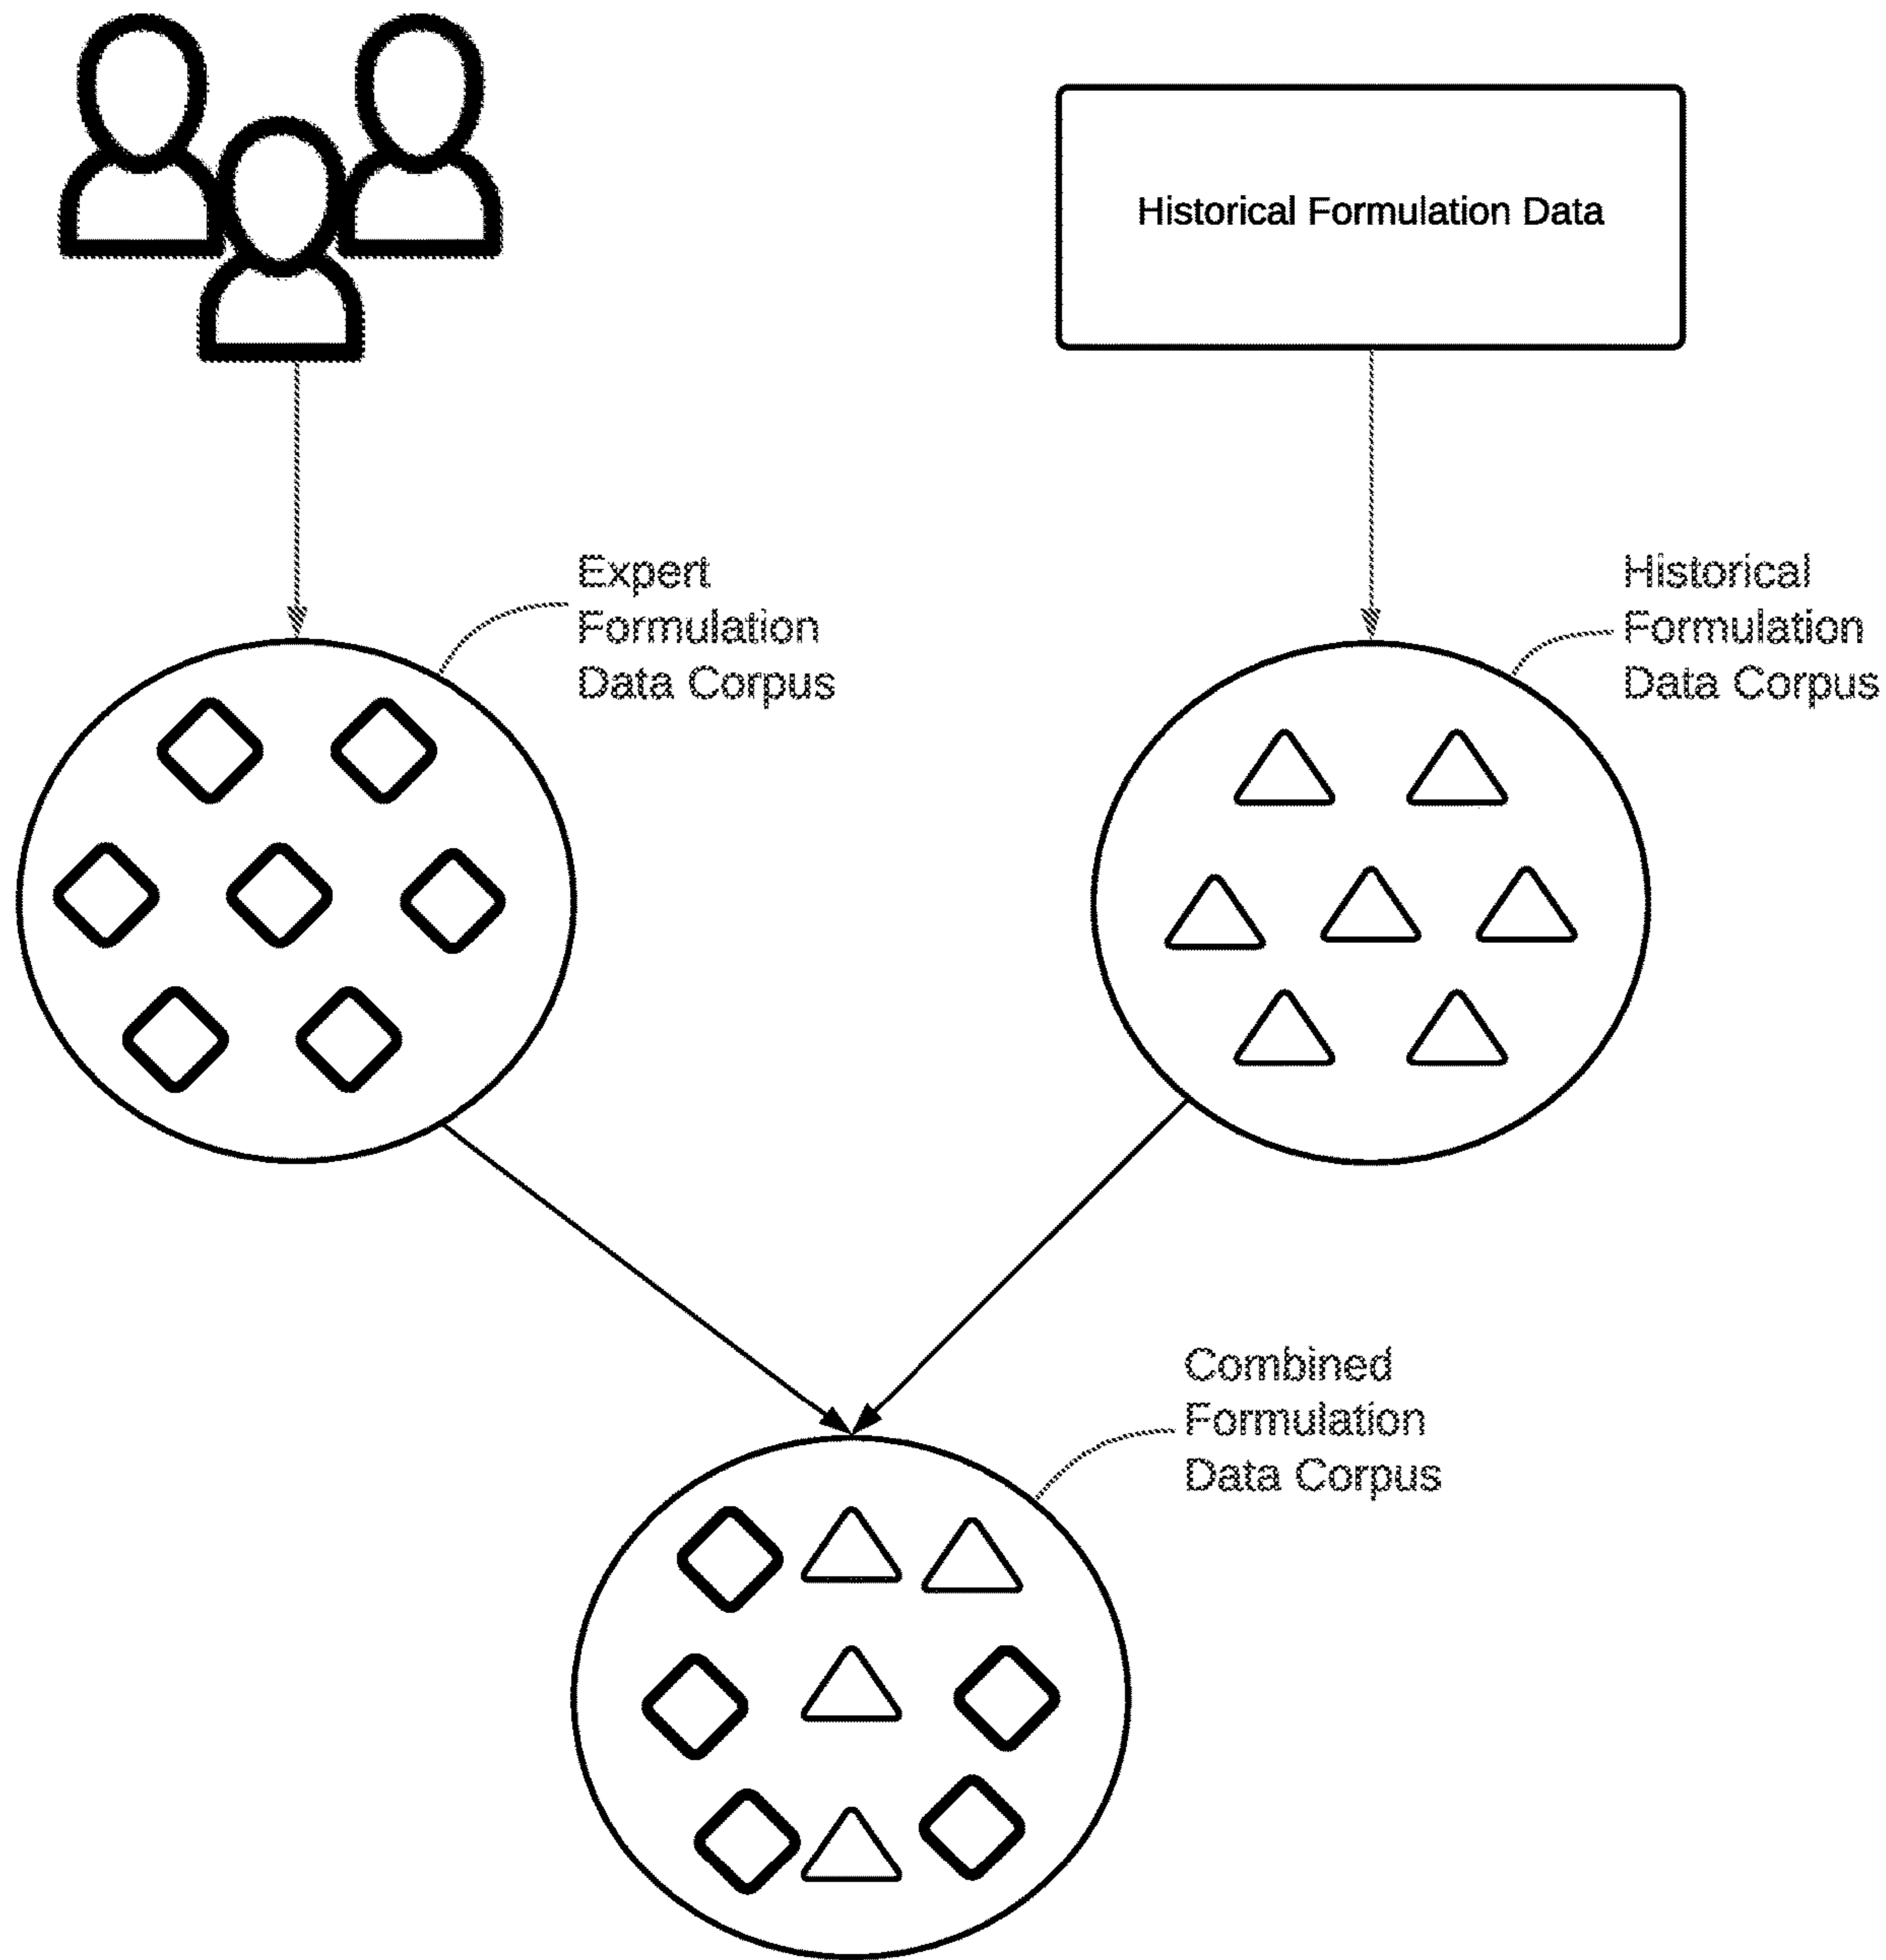 Historical Formulation Data
Expert
Formulation
Data Corpus
Historical
Formulation
Data Corpus
Combined
Formulation
Data Corpus